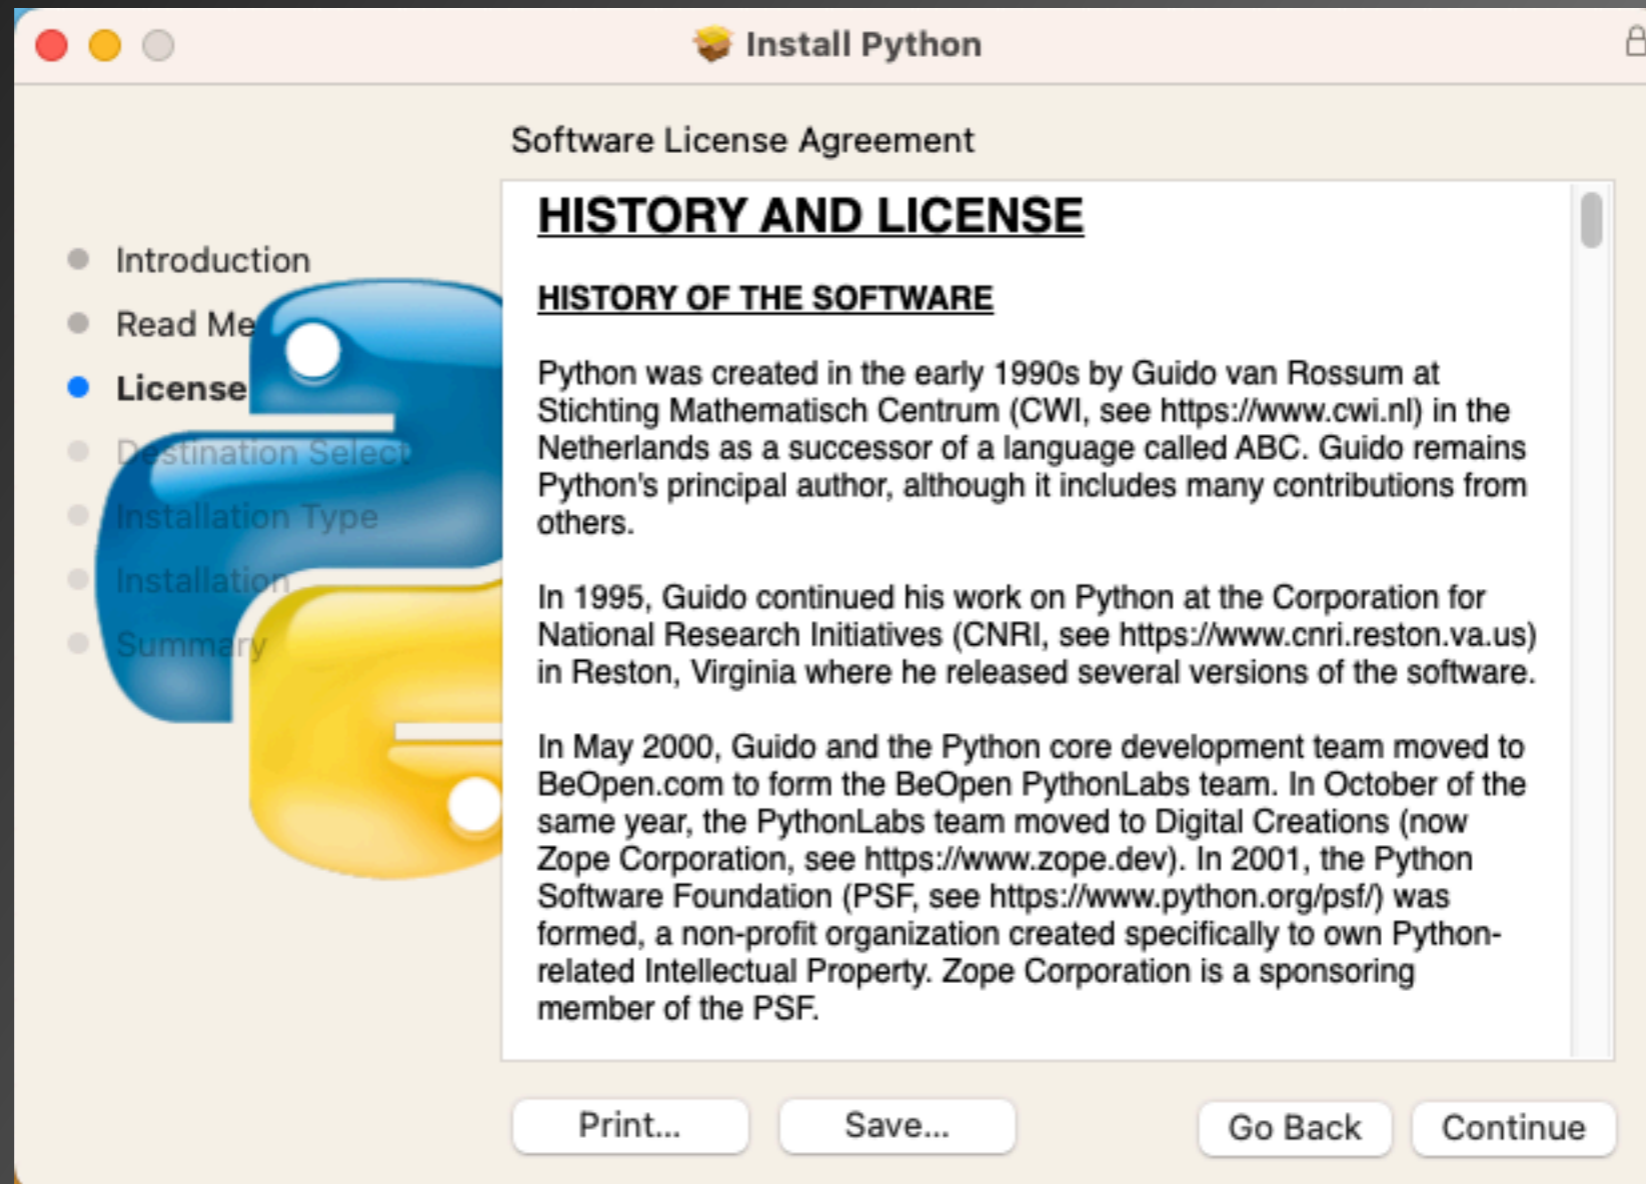 Install Python
Software License Agreement
Introduction
Read Me
License
Destination Select
Installation Type
Installation
Summary
HISTORY AND LICENSE
HISTORY OF THE SOFTWARE
Python was created in the early 1990s by Guido van Rossum at
Stichting Mathematisch Centrum (CWI, see https://www.cwi.nl) in the
Netherlands as a successor of a language called ABC. Guido remains
Python's principal author, although it includes many contributions from
others.
In 1995, Guido continued his work on Python at the Corporation for
National Research Initiatives (CNRI, see https://www.cnri.reston.va.us)
in Reston, Virginia where he released several versions of the software.
In May 2000, Guido and the Python core development team moved to
BeOpen.com to form the BeOpen PythonLabs team. In October of the
same year, the PythonLabs team moved to Digital Creations (now
Zope Corporation, see https://www.zope.dev). In 2001, the Python
Software Foundation (PSF, see https://www.python.org/psf/) was
formed, a non-profit organization created specifically to own Python-
related Intellectual Property. Zope Corporation is a sponsoring
member of the PSF.
Print...
Save...
Go Back
Continue